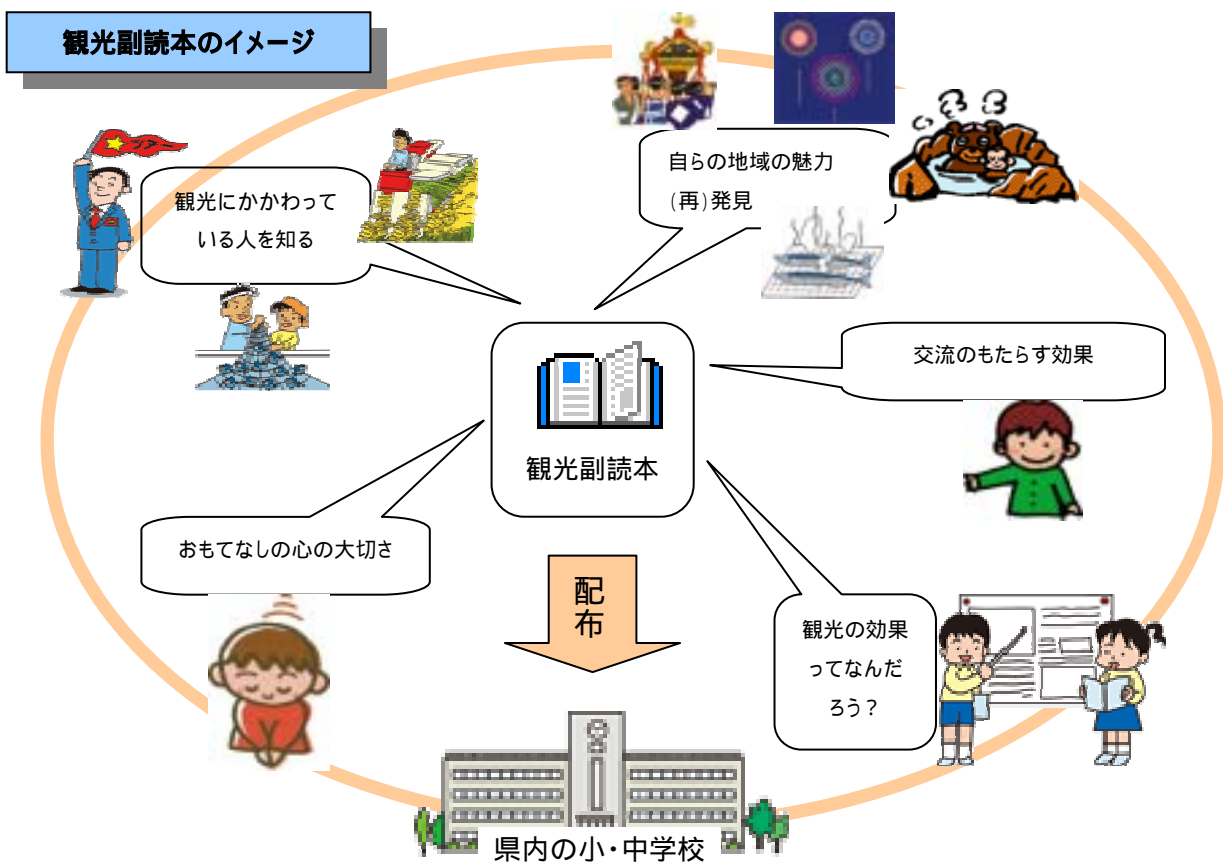 観光副読本のイメージ
観光にかかわって
いる人を知る
自らの地域の魅力
(再)発見
交流のもたらす効果
観光副読本
おもてなしの心の大切さ
配
布
観光の効果
ってなんだ
ろう？
県内の小・中学校